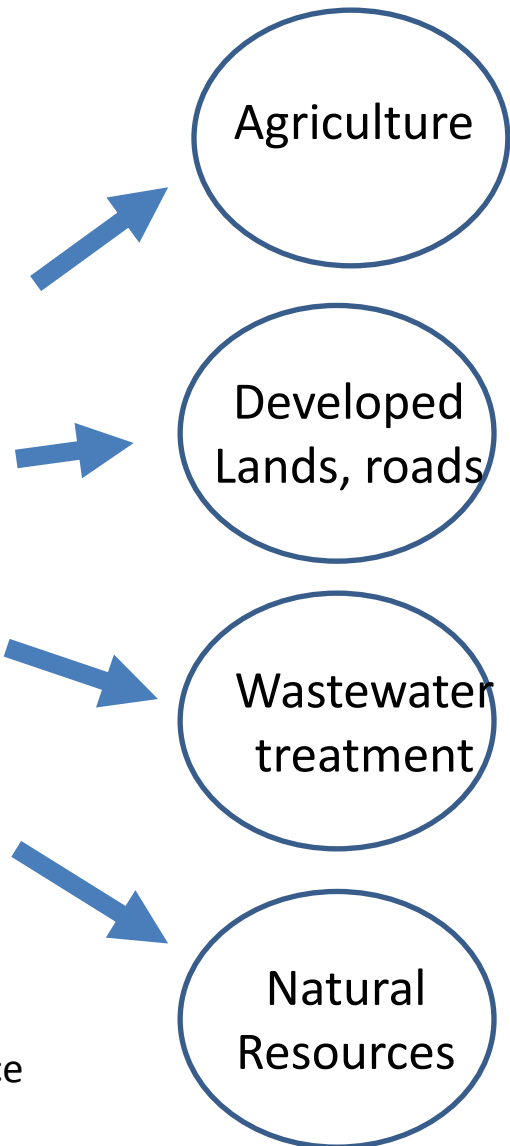 Agriculture
Developed
Lands, roads
Wastewater
treatment
Natural
Resources